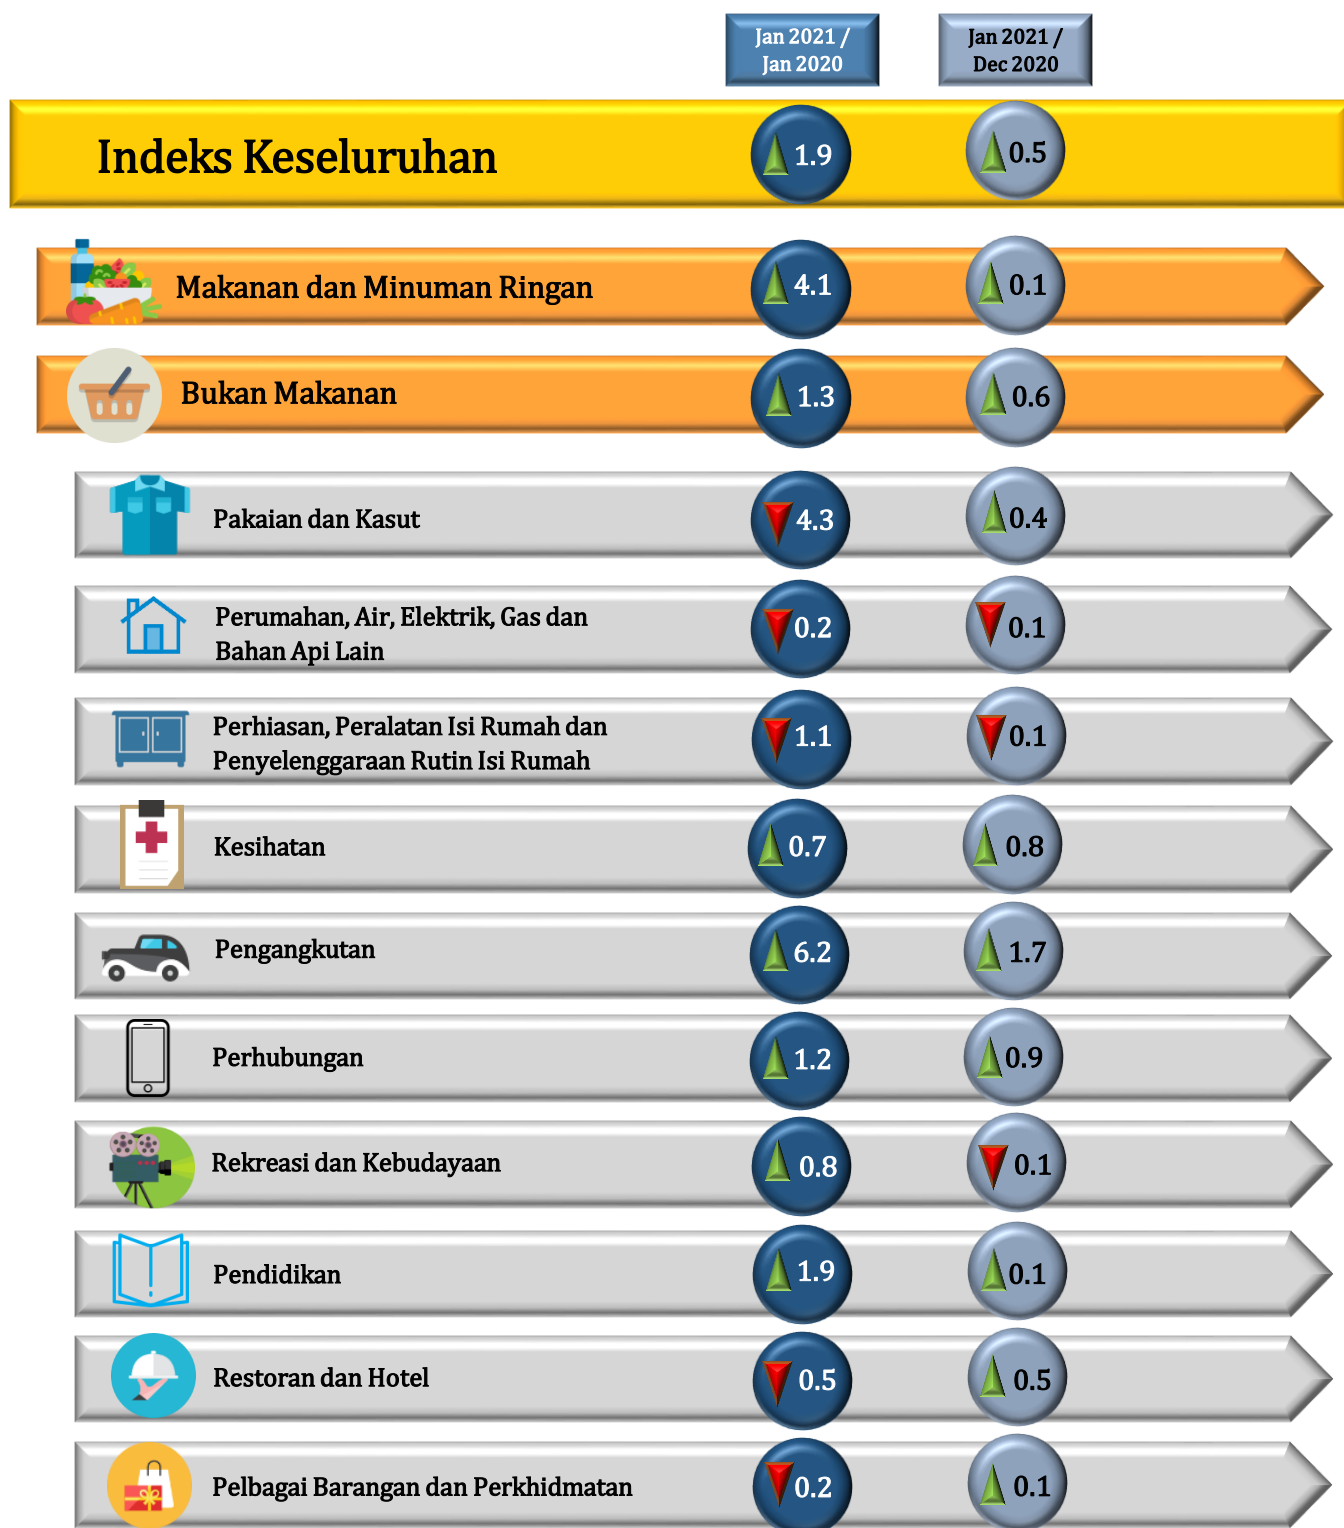 Jan 2021 /
Jan 2020
Jan 2021 /
Dec 2020
Indeks Keseluruhan
1.9
0.5
Makanan dan Minuman Ringan
4.1
0.1
Bukan Makanan
1.3
0.6
Pakaian dan Kasut
4.3
0.4
Perumahan, Air, Elektrik, Gas dan
Bahan Api Lain
0.2
0.1
Perhiasan, Peralatan Isi Rumah dan
Penyelenggaraan Rutin Isi Rumah
1.1
0.1
Kesihatan
0.7
0.8
Pengangkutan
6.2
1.7
Perhubungan
1.2
0.9
Rekreasi dan Kebudayaan
0.8
0.1
Pendidikan
1.9
0.1
Restoran dan Hotel
0.5
0.5
Pelbagai Barangan dan Perkhidmatan
0.2
0.1